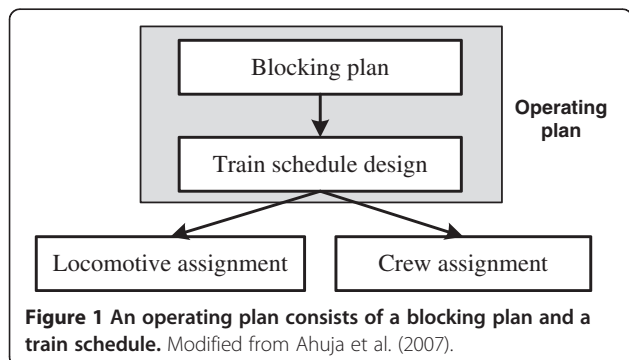 Blocking plan
Operating
plan
Train schedule design
Locomotive assignment
Crew assignment
Figure 1 An operating plan consists of a blocking plan and a
train schedule. Modified from Ahuja et al. (2007).